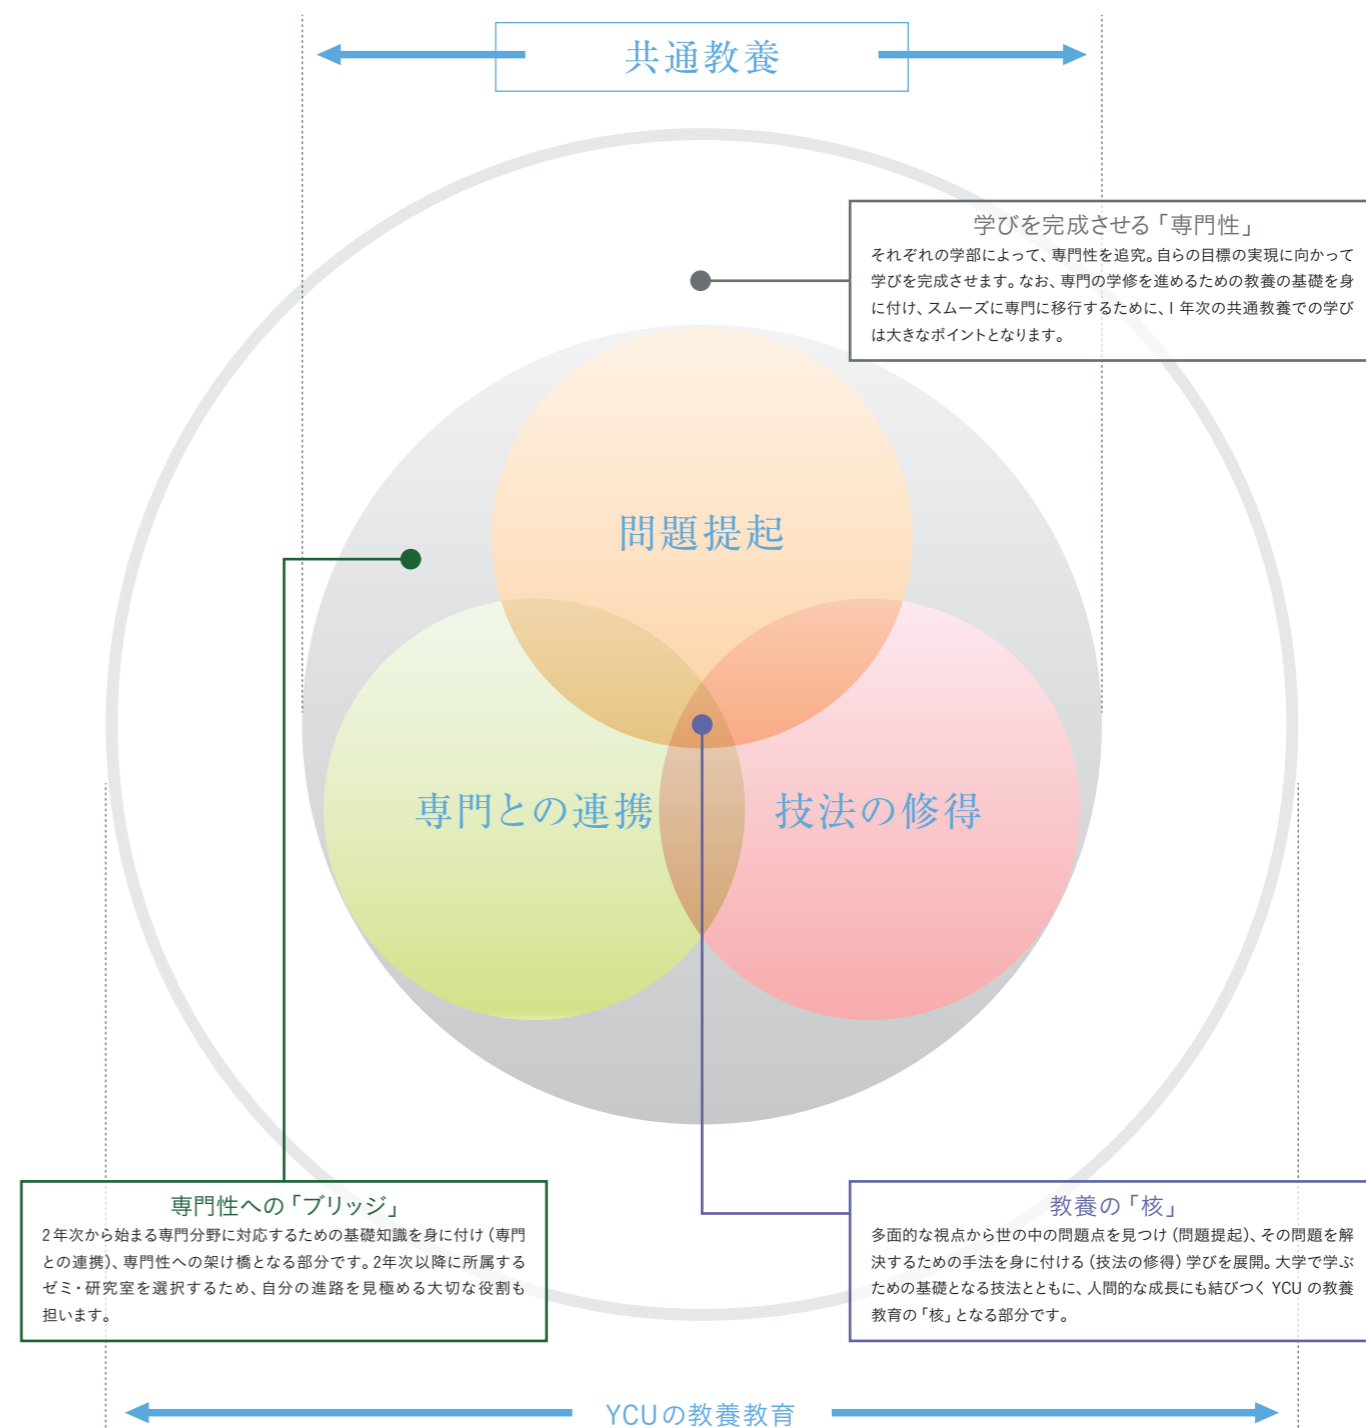 共通教養
学びを完成させる「専門性」
それぞれの学部によって、専門性を追究。自らの目標の実現に向かって
学びを完成させます。なお、専門の学修を進めるための教養の基礎を身
に付け、スムーズに専門に移行するために、1年次の共通教養での学び
は大きなポイントとなります。
問題提起
専門との連携
技法の修得
専門性への「ブリッジ」
2年次から始まる専門分野に対応するための基礎知識を身に付け(専門
との連携)、専門性への架け橋となる部分です。2年次以降に所属する
ゼミ・研究室を選択するため、自分の進路を見極める大切な役割も
担います。
教養の「核」
多面的な視点から世の中の問題点を見つけ(問題提起)、その問題を解
決するための手法を身に付ける(技法の修得)学びを展開。大学で学ぶ
ための基礎となる技法とともに、人間的な成長にも結びつくYCUの教養
教育の「核」となる部分です。
YCUの教養教育